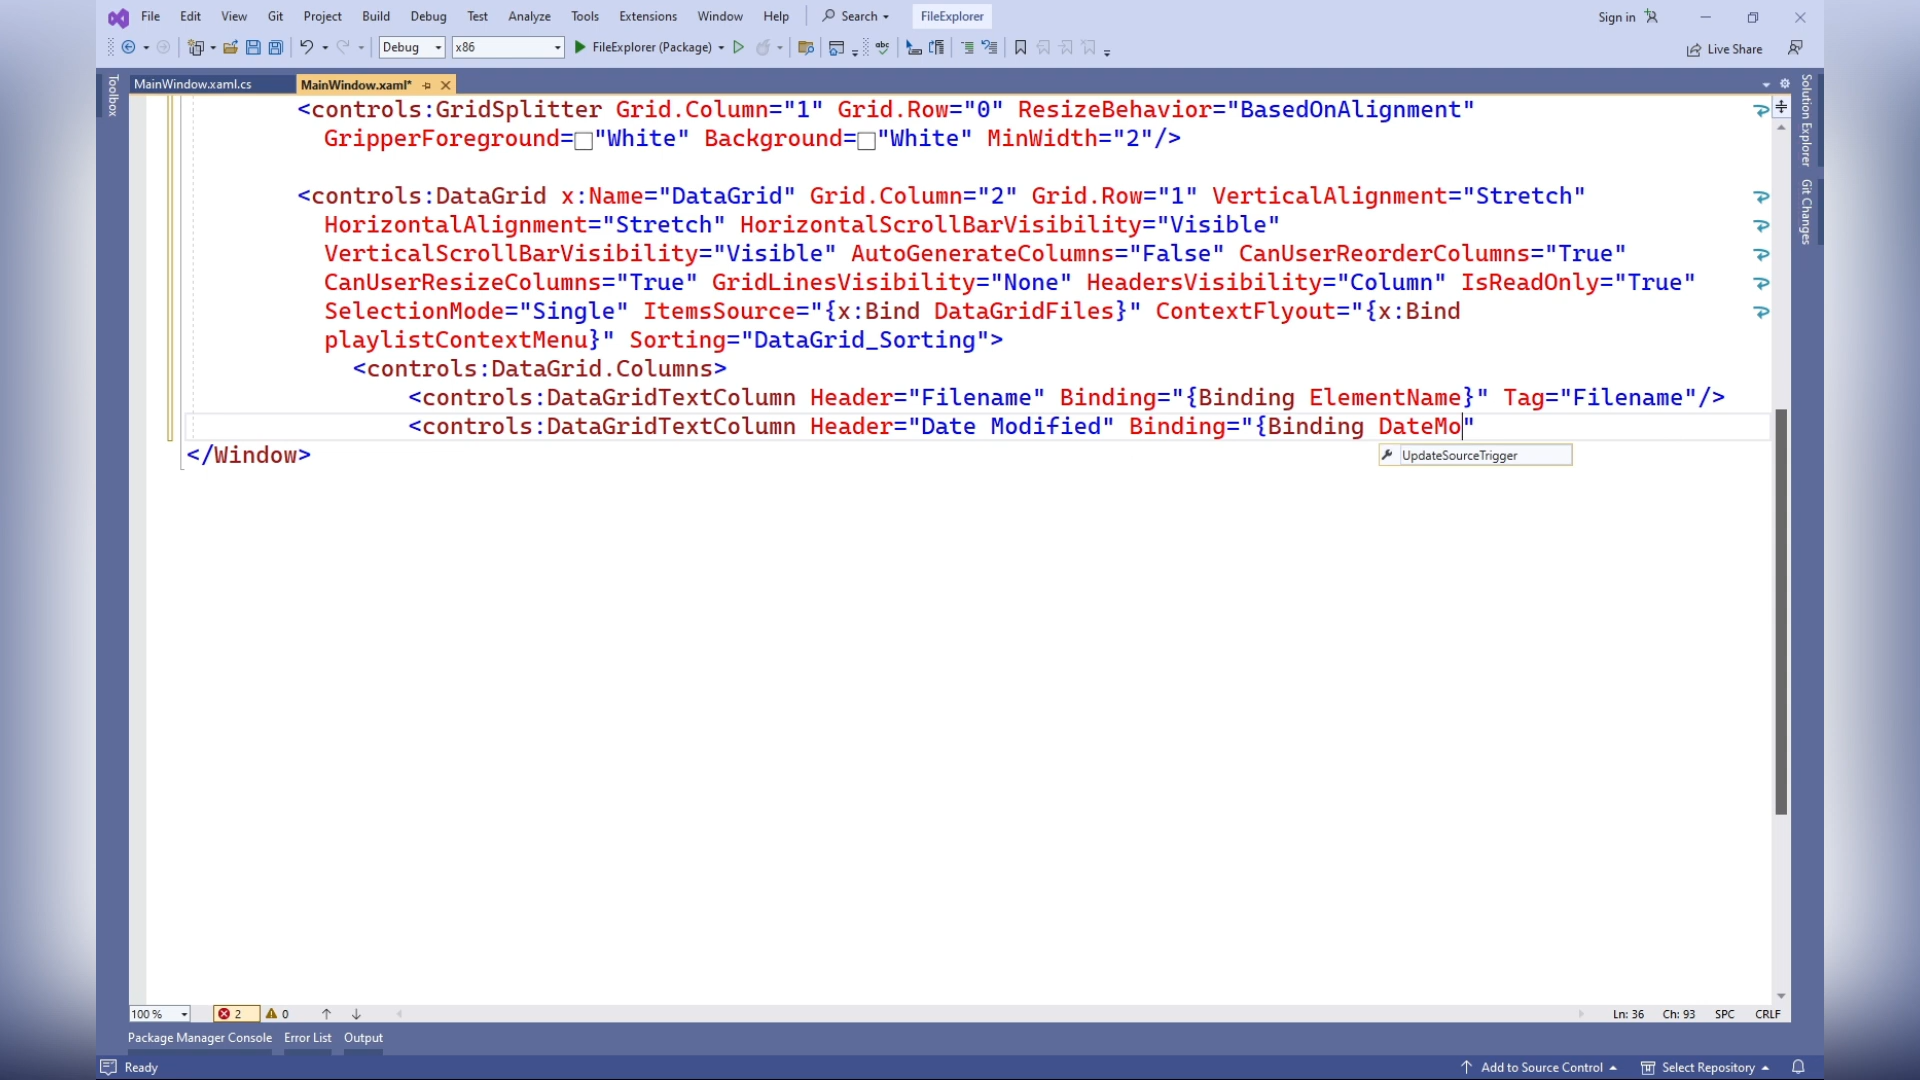 File Edit View Git Project Build Debug Test Analyze Tools Extensions Window Help Search FileExplorer Sign in
Debug x86 FileExplorer (Package) Live Share
MainWindow.xaml.cs MainWindow.xaml*
Toolbox
Solution Explorer
Git Changes
<controls:GridSplitter Grid.Column="1" Grid.Row="0" ResizeBehavior="BasedOnAlignment"
GripperForeground="White" Background="White" MinWidth="2"/>
<controls:DataGrid x:Name="DataGrid" Grid.Column="2" Grid.Row="1" VerticalAlignment="Stretch"
HorizontalAlignment="Stretch" HorizontalScrollBarVisibility="Visible"
VerticalScrollBarVisibility="Visible" AutoGenerateColumns="False" CanUserReorderColumns="True"
CanUserResizeColumns="True" GridLinesVisibility="None" HeadersVisibility="Column" IsReadOnly="True"
SelectionMode="Single" ItemsSource="{x:Bind DataGridFiles}" ContextFlyout="{x:Bind
playlistContextMenu}" Sorting="DataGrid_Sorting">
<controls:DataGrid.Columns>
<controls:DataGridTextColumn Header="Filename" Binding="{Binding ElementName}" Tag="Filename"/>
<controls:DataGridTextColumn Header="Date Modified" Binding="{Binding DateMo"
UpdateSourceTrigger
</Window>
100 % 2 0 Ln: 36 Ch: 93 SPC CRLF
Package Manager Console Error List Output
Ready Add to Source Control Select Repository